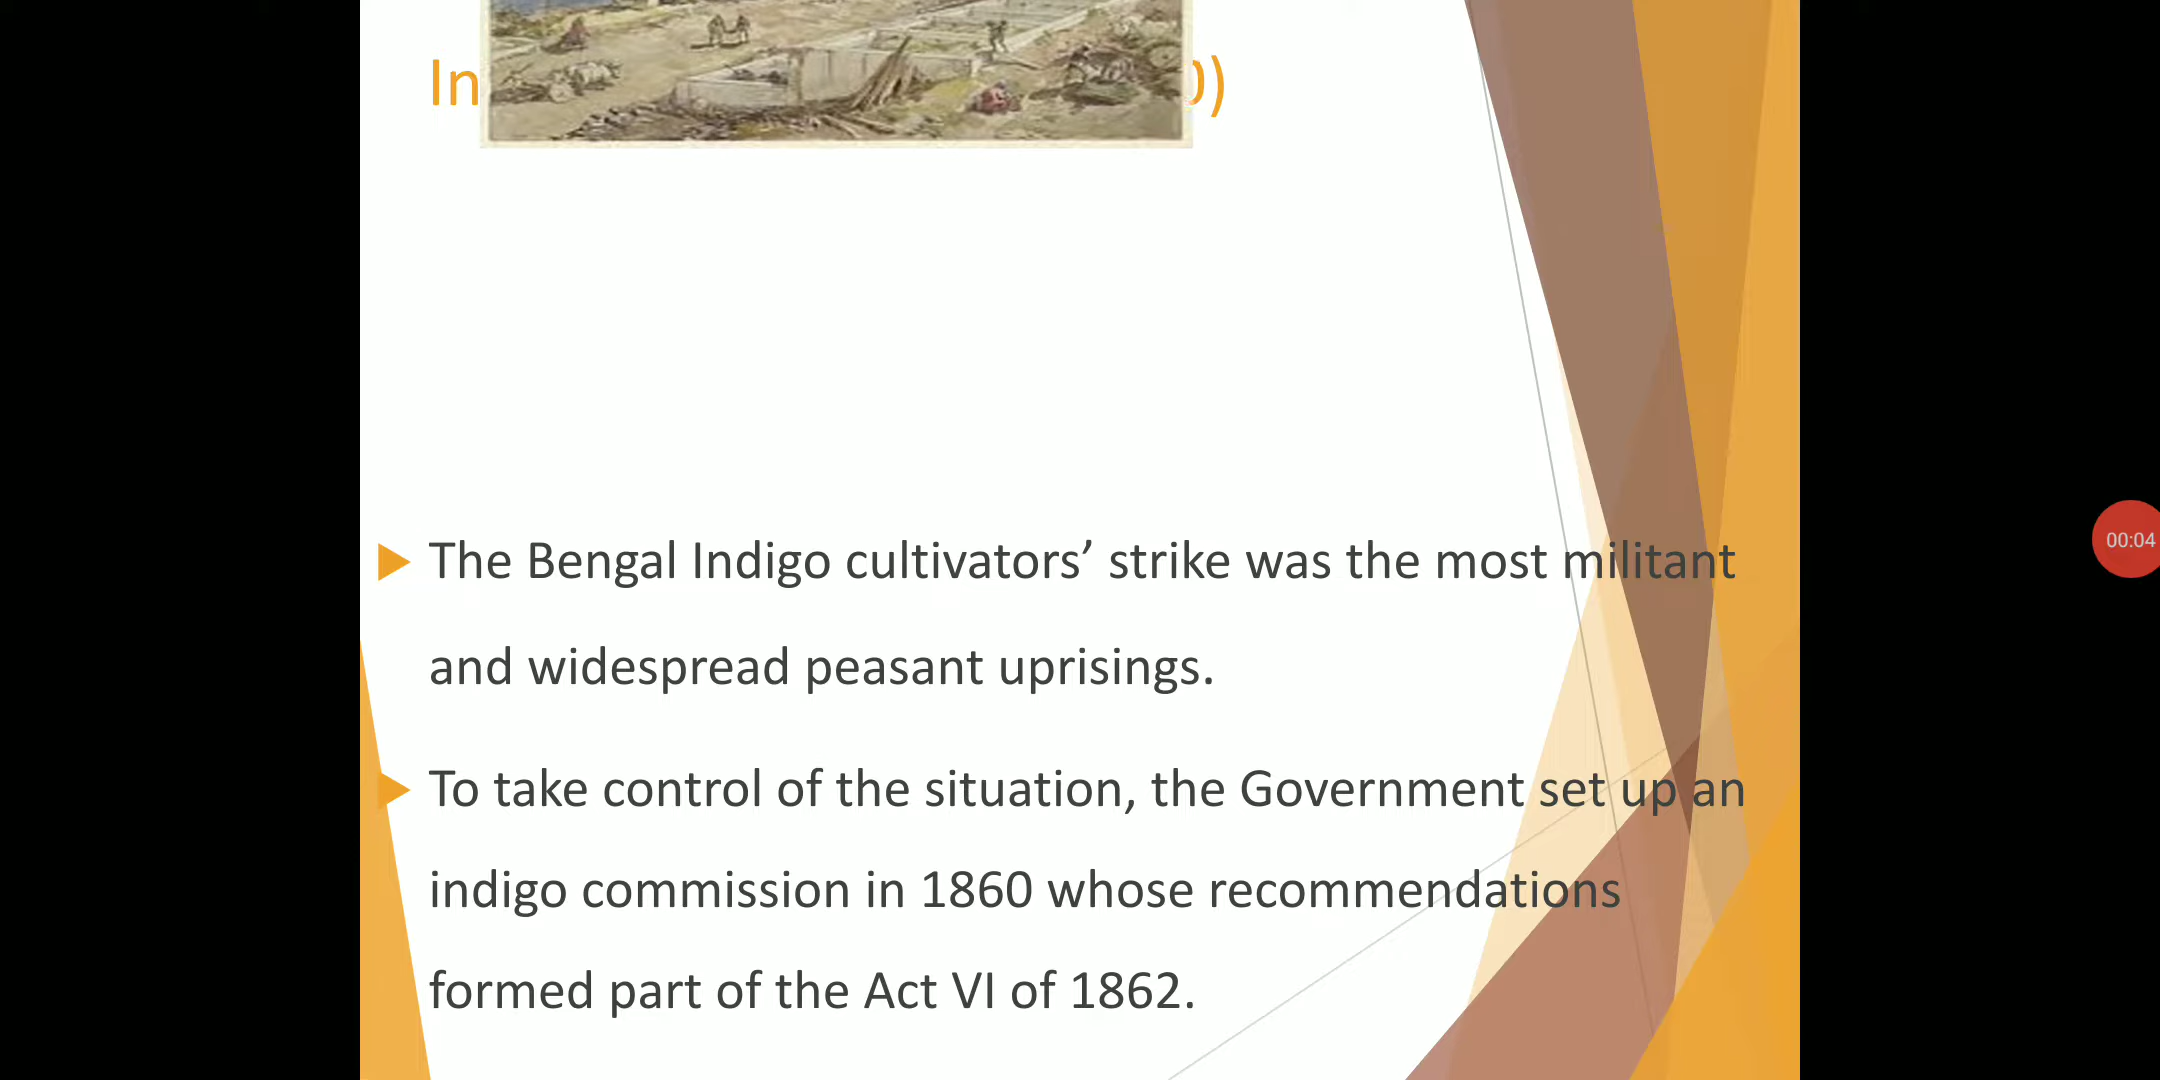 In
0)
The Bengal Indigo cultivators’ strike was the most militant
and widespread peasant uprisings.
To take control of the situation, the Government set up an
indigo commission in 1860 whose recommendations
formed part of the Act VI of 1862.
00:04